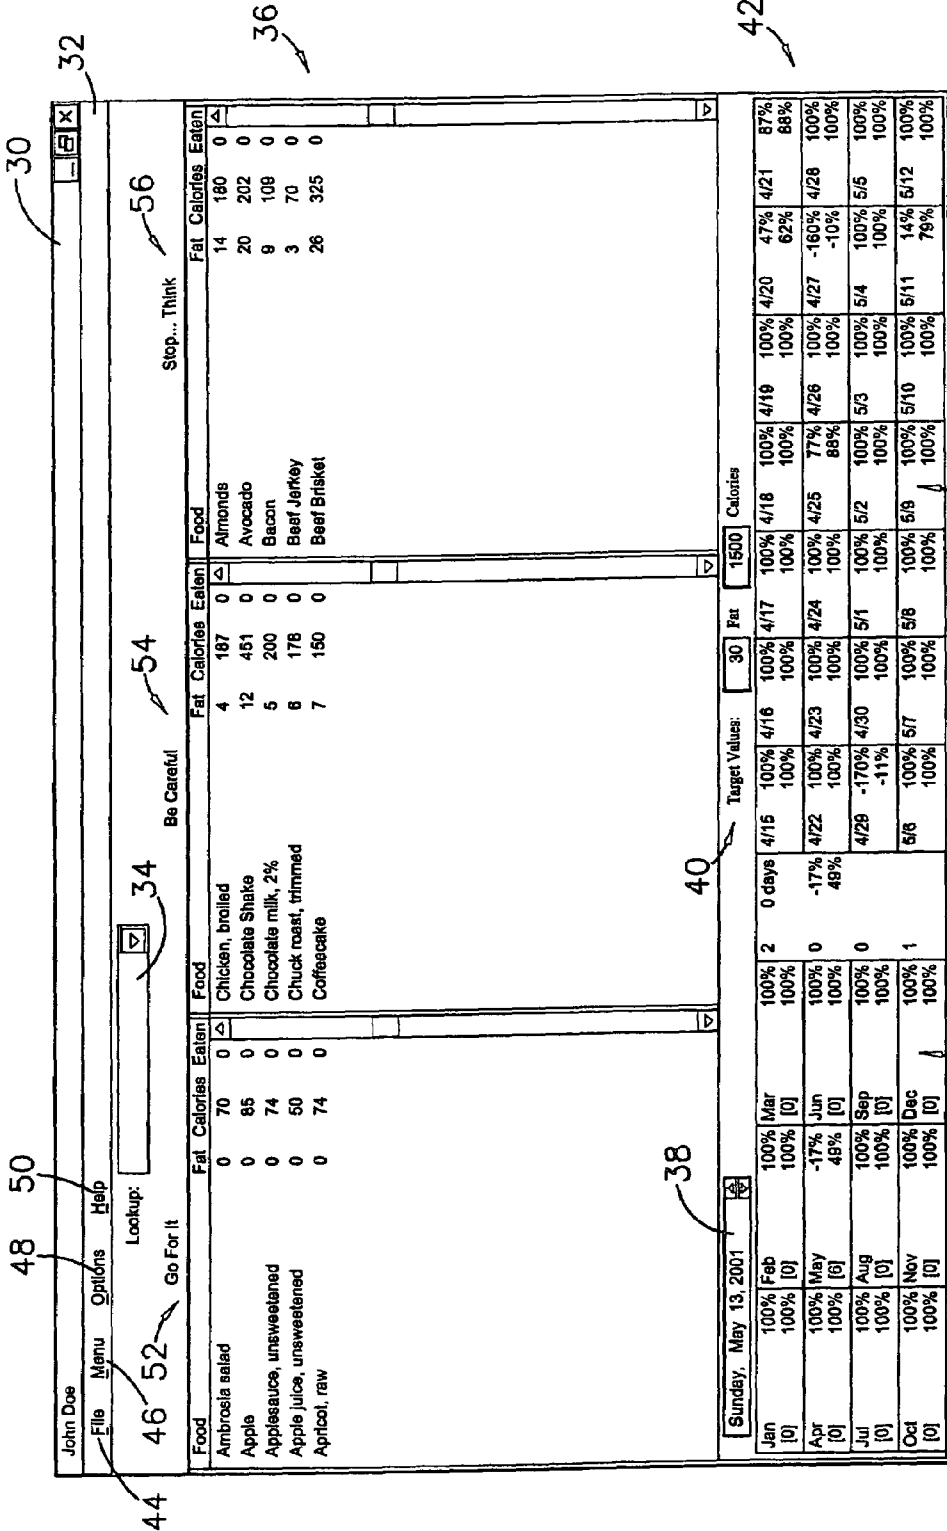 30
48 50
44 File 46 Menu Options Help 32
John Doe
File Menu Options Help
Lookup:
34
52 Go For It
54 Be Careful
56 Stop... Think
36
Food Fat Calories Eaten Food Fat Calories Eaten Food Fat Calories Eaten
Ambrosia salad 0 70 0 Chicken, broiled 4 187 0 Almonds 14 180 0
Apple 0 85 0 Chocolate Shake 12 451 0 Avocado 20 202 0
Applesauce, unsweetened 0 74 0 Chocolate milk, 2% 5 200 0 Bacon 9 109 0
Apple juice, unsweetened 0 50 0 Chuck roast, trimmed 6 178 0 Beef Jerkey 3 70 0
Apricot, raw 0 74 0 Coffeecake 7 150 0 Beef Brisket 26 325 0
38 40
Sunday, May 13, 2001 Target Values: 30 Fat 1500 Calories
42
Jan 100% Feb 100% Mar 100% 2 0 days 4/15 100% 4/16 100% 4/17 100% 4/18 100% 4/19 100% 4/20 47% 4/21 87%
[0] 100% [0] 100% [0] 100% 100% 100% 100% 100% 100% 62% 88%
Apr 100% May -17% Jun 100% 0 -17% 4/22 100% 4/23 100% 4/24 100% 4/25 77% 4/26 100% 4/27 -160% 4/28 100%
[0] 100% [6] 49% [0] 100% 49% 100% 100% 100% 88% 100% -10% 100%
Jul 100% Aug 100% Sep 100% 0 4/29 -170% 4/30 100% 5/1 100% 5/2 100% 5/3 100% 5/4 100% 5/5 100%
[0] 100% [0] 100% [0] 100% -11% 100% 100% 100% 100% 100% 100%
Oct 100% Nov 100% Dec 100% 1 5/6 100% 5/7 100% 5/8 100% 5/9 100% 5/10 100% 5/11 14% 5/12 100%
[0] 100% [0] 100% [0] 100% 100% 100% 100% 100% 100% 79% 100%